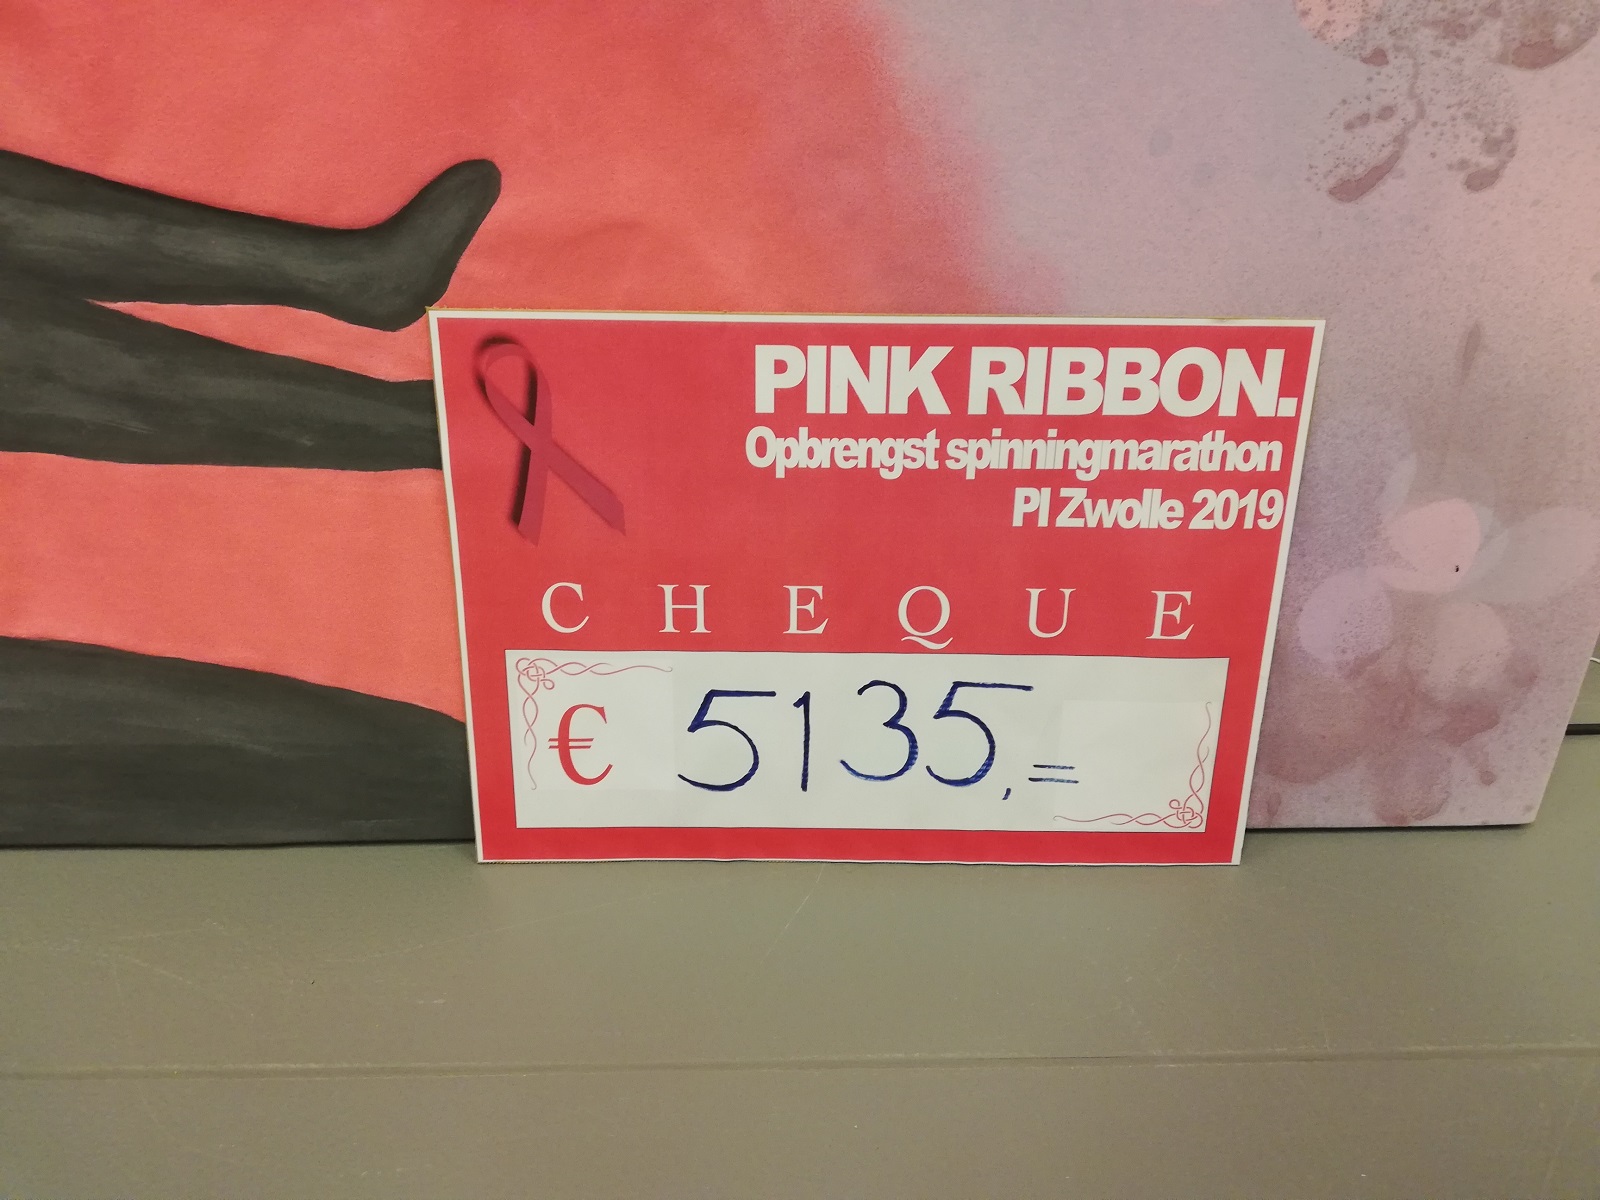 PINK RIBBON.
Opbrengst spinningmarathon
PI Zwolle 2019
CHEQUE
€ 5135,=